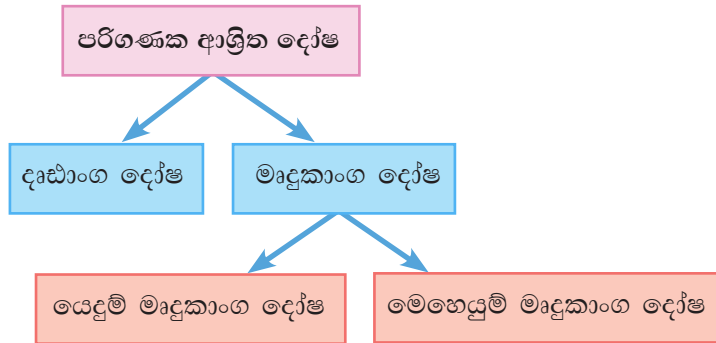 පරිගණක ආශ්‍රිත දෝෂ
දෘඪාංග දෝෂ
මෘදුකාංග දෝෂ
යෙදුම් මෘදුකාංග දෝෂ
මෙහෙයුම් මෘදුකාංග දෝෂ